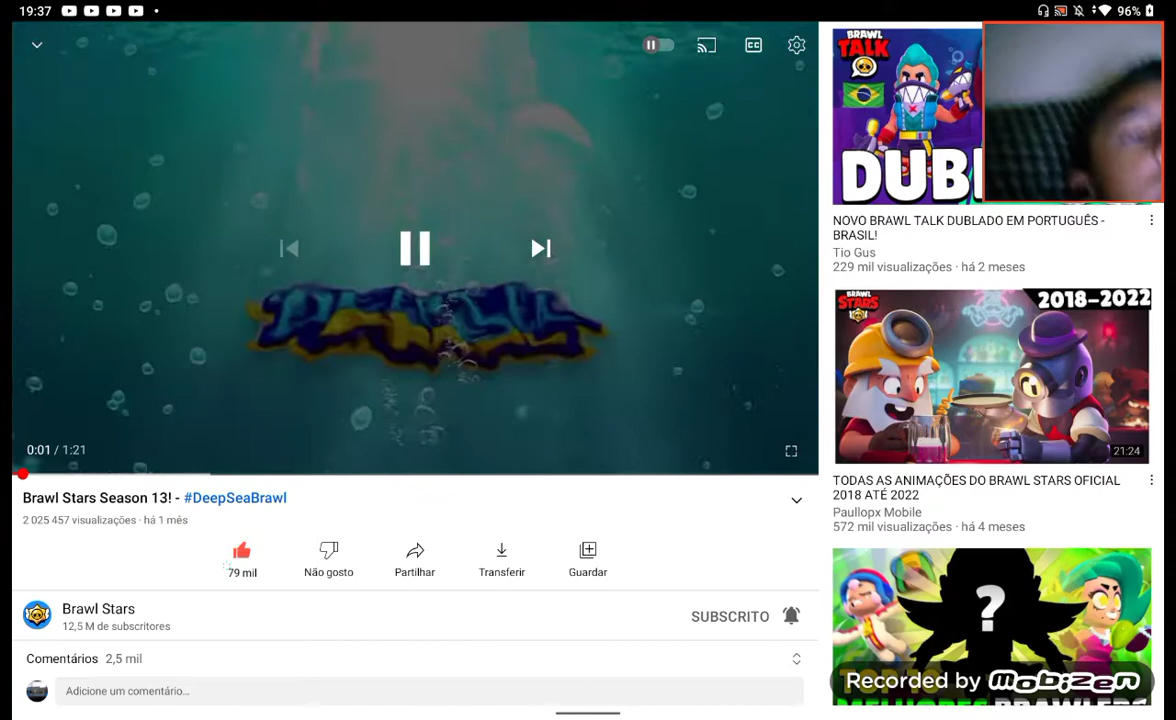 19:37
96%
CC
0:01 / 1:21
Brawl Stars Season 13! - #DeepSeaBrawl
2 025 457 visualizações · há 1 mês
79 mil
Não gosto
Partilhar
Transferir
Guardar
Brawl Stars
12,5 M de subscritores
SUBSCRITO
Comentários 2,5 mil
Adicione um comentário...
BRAWL
TALK
DUB
NOVO BRAWL TALK DUBLADO EM PORTUGUÊS -
BRASIL!
Tio Gus
229 mil visualizações · há 2 meses
BRAWL
STARS
2018-2022
21:24
TODAS AS ANIMAÇÕES DO BRAWL STARS OFICIAL
2018 ATÉ 2022
Paullopx Mobile
572 mil visualizações · há 4 meses
?
Recorded by mobizen